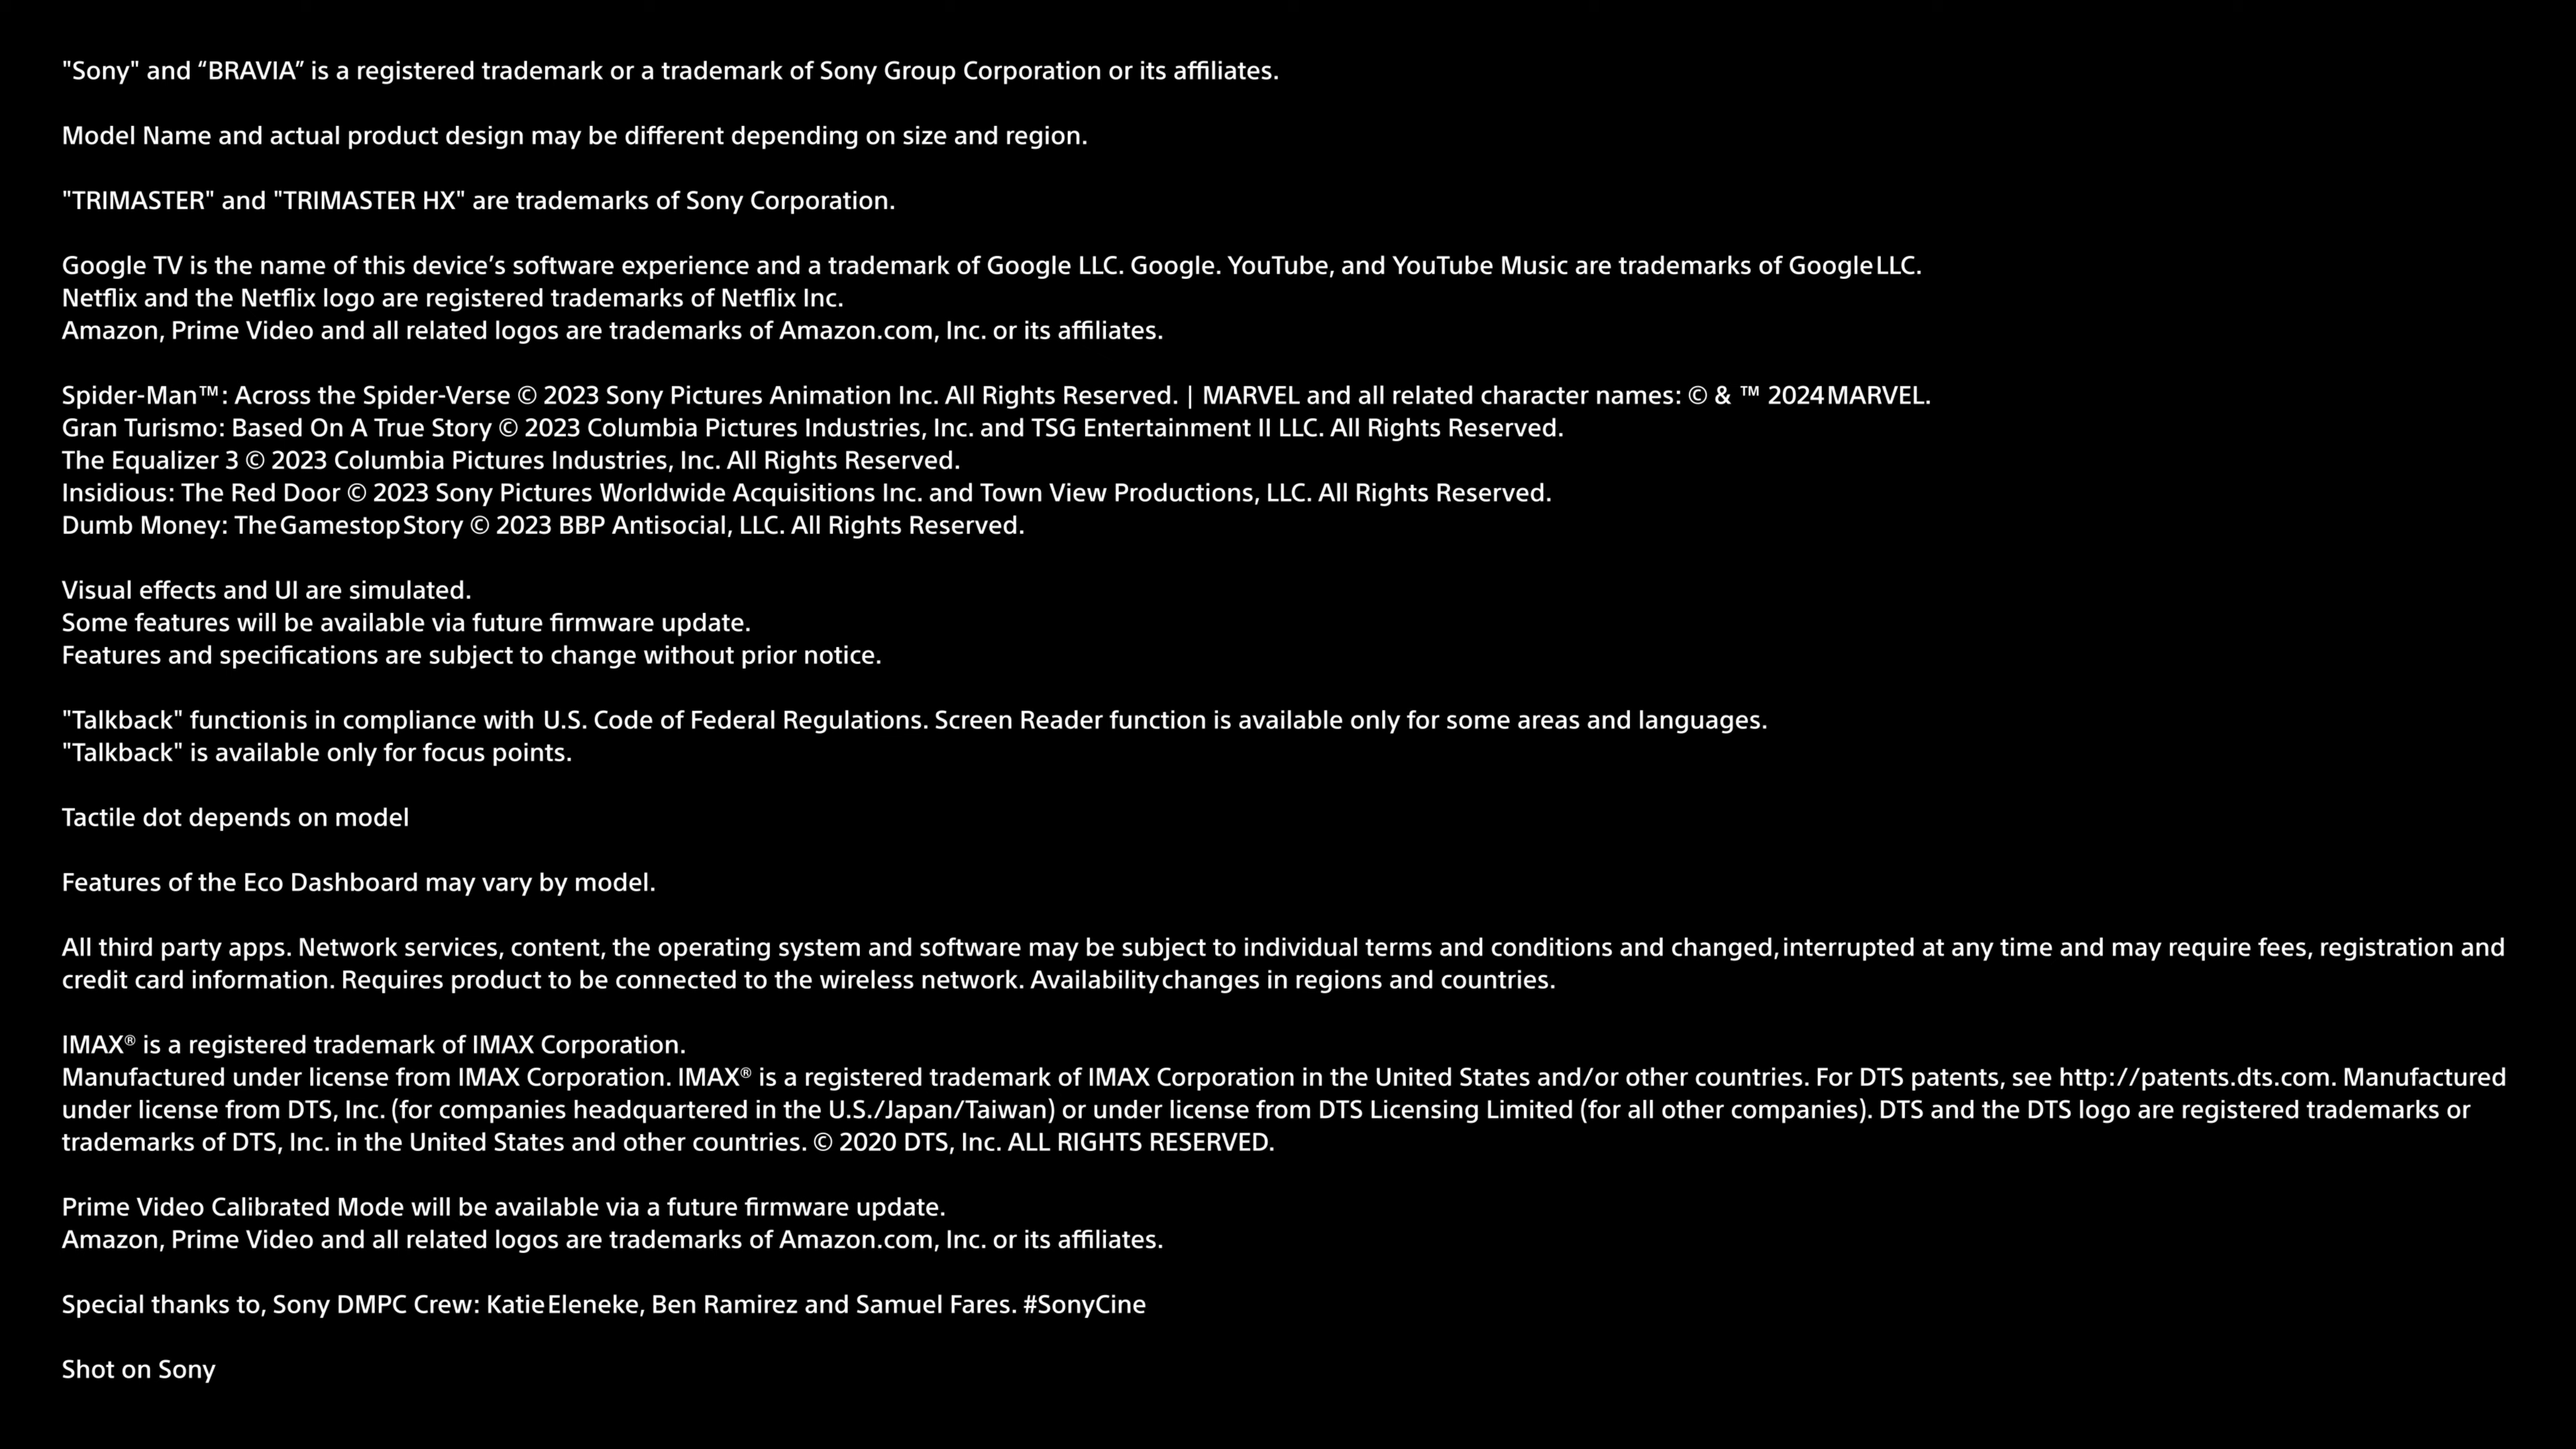 "Sony" and “BRAVIA” is a registered trademark or a trademark of Sony Group Corporation or its affiliates.
Model Name and actual product design may be different depending on size and region.
"TRIMASTER" and "TRIMASTER HX" are trademarks of Sony Corporation.
Google TV is the name of this device’s software experience and a trademark of Google LLC. Google. YouTube, and YouTube Music are trademarks of Google LLC.
Netflix and the Netflix logo are registered trademarks of Netflix Inc.
Amazon, Prime Video and all related logos are trademarks of Amazon.com, Inc. or its affiliates.
Spider-Man™: Across the Spider-Verse © 2023 Sony Pictures Animation Inc. All Rights Reserved. | MARVEL and all related character names: © & ™ 2024 MARVEL.
Gran Turismo: Based On A True Story © 2023 Columbia Pictures Industries, Inc. and TSG Entertainment II LLC. All Rights Reserved.
The Equalizer 3 © 2023 Columbia Pictures Industries, Inc. All Rights Reserved.
Insidious: The Red Door © 2023 Sony Pictures Worldwide Acquisitions Inc. and Town View Productions, LLC. All Rights Reserved.
Dumb Money: The Gamestop Story © 2023 BBP Antisocial, LLC. All Rights Reserved.
Visual effects and UI are simulated.
Some features will be available via future firmware update.
Features and specifications are subject to change without prior notice.
"Talkback" function is in compliance with U.S. Code of Federal Regulations. Screen Reader function is available only for some areas and languages.
"Talkback" is available only for focus points.
Tactile dot depends on model
Features of the Eco Dashboard may vary by model.
All third party apps. Network services, content, the operating system and software may be subject to individual terms and conditions and changed, interrupted at any time and may require fees, registration and
credit card information. Requires product to be connected to the wireless network. Availability changes in regions and countries.
IMAX® is a registered trademark of IMAX Corporation.
Manufactured under license from IMAX Corporation. IMAX® is a registered trademark of IMAX Corporation in the United States and/or other countries. For DTS patents, see http://patents.dts.com. Manufactured
under license from DTS, Inc. (for companies headquartered in the U.S./Japan/Taiwan) or under license from DTS Licensing Limited (for all other companies). DTS and the DTS logo are registered trademarks or
trademarks of DTS, Inc. in the United States and other countries. © 2020 DTS, Inc. ALL RIGHTS RESERVED.
Prime Video Calibrated Mode will be available via a future firmware update.
Amazon, Prime Video and all related logos are trademarks of Amazon.com, Inc. or its affiliates.
Special thanks to, Sony DMPC Crew: Katie Eleneke, Ben Ramirez and Samuel Fares. #SonyCine
Shot on Sony